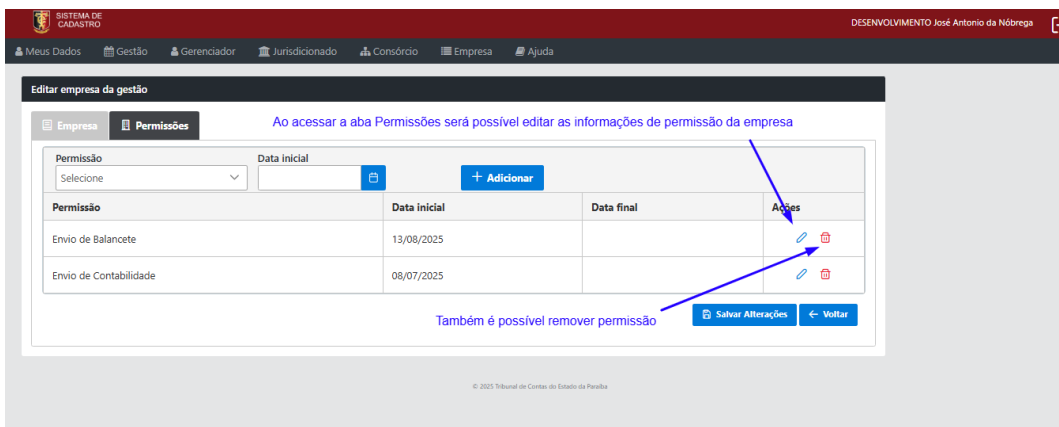 SISTEMA DE
CADASTRO
DESENVOLVIMENTO José Antonio da Nóbrega
Meus Dados Gestão Gerenciador Jurisdicionado Consórcio Empresa Ajuda
Editar empresa da gestão
Empresa Permissões
Ao acessar a aba Permissões será possível editar as informações de permissão da empresa
Permissão Data inicial
Selecione
+ Adicionar
Permissão Data inicial Data final Ações
Envio de Balancete 13/08/2025
Envio de Contabilidade 08/07/2025
Também é possível remover permissão
Salvar Alterações Voltar
© 2025 Tribunal de Contas do Estado da Paraíba